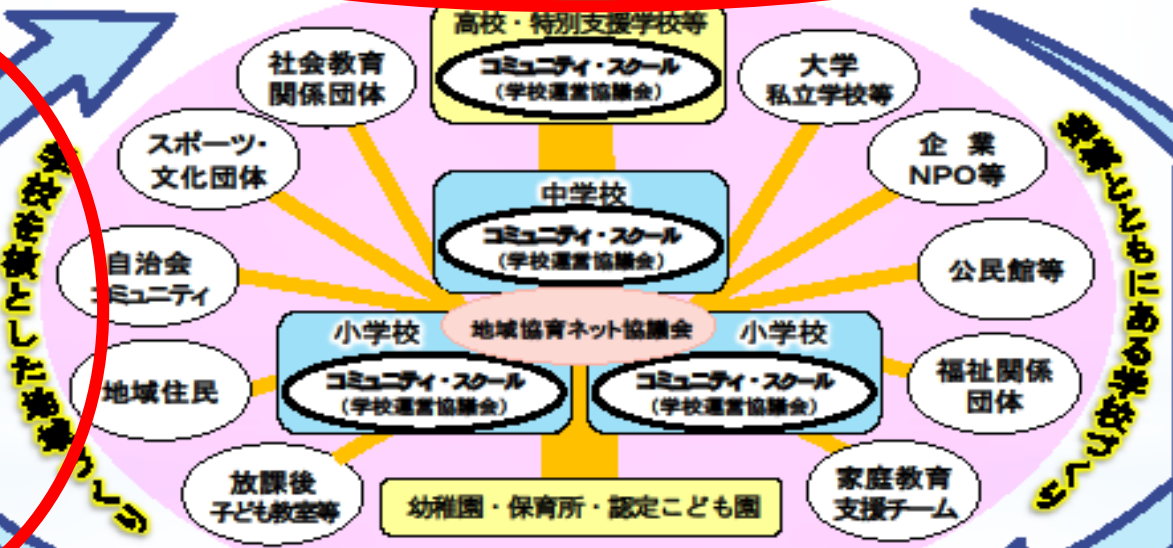 高校・特別支援学校等
コミュニティ・スクール
(学校運営協議会)
社会教育
関係団体
大学
私立学校等
スポーツ・
文化団体
企 業
NPO等
中学校
コミュニティ・スクール
(学校運営協議会)
自治会
コミュニティ
公民館等
地域協育ネット協議会
小学校
コミュニティ・スクール
(学校運営協議会)
小学校
コミュニティ・スクール
(学校運営協議会)
地域住民
福祉関係
団体
放課後
子ども教室等
家庭教育
支援チーム
幼稚園・保育所・認定こども園
学校を核とした地域づくり